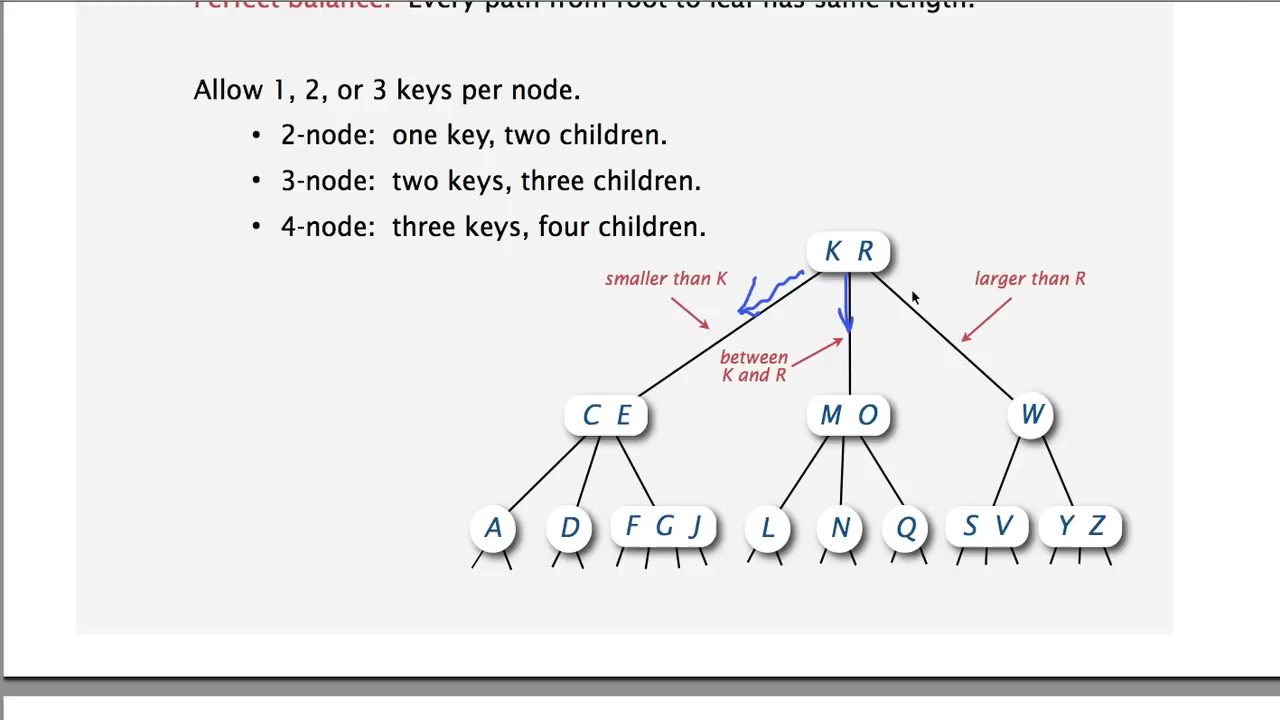 Perfect balance. Every path from root to leaf has same length.
Allow 1, 2, or 3 keys per node.
• 2-node: one key, two children.
• 3-node: two keys, three children.
• 4-node: three keys, four children.
K R
smaller than K
larger than R
between
K and R
C E
M O
W
A
D
F G J
L
N
Q
S V
Y Z